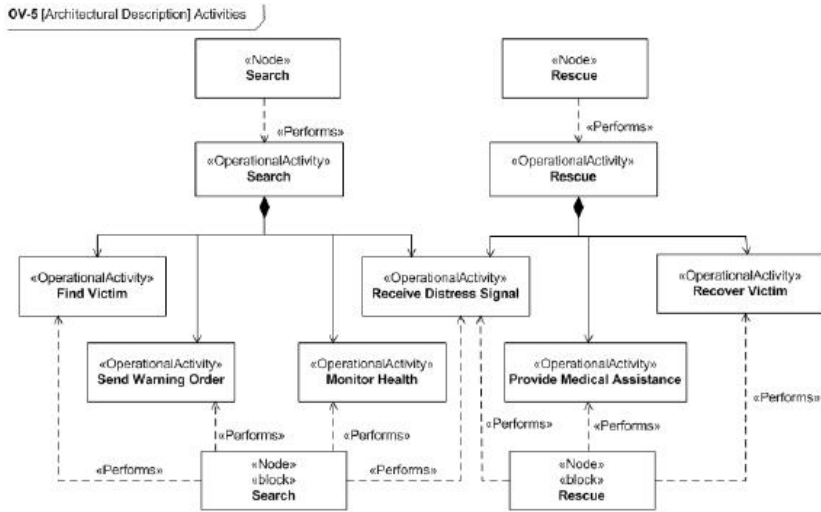 OV-5 [Architectural Description] Activities
«Node»
Search
«Node»
Rescue
«Performs»
«Performs»
«OperationalActivity»
Search
«OperationalActivity»
Rescue
«OperationalActivity»
Find Victim
«OperationalActivity»
Receive Distress Signal
«OperationalActivity»
Recover Victim
«OperationalActivity»
Send Warning Order
«OperationalActivity»
Monitor Health
«OperationalActivity»
Provide Medical Assistance
«Performs»
«Performs»
«Performs»
«Performs»
«Performs»
«Performs»
«Performs»
«Node»
«block»
Search
«Node»
«block»
Rescue